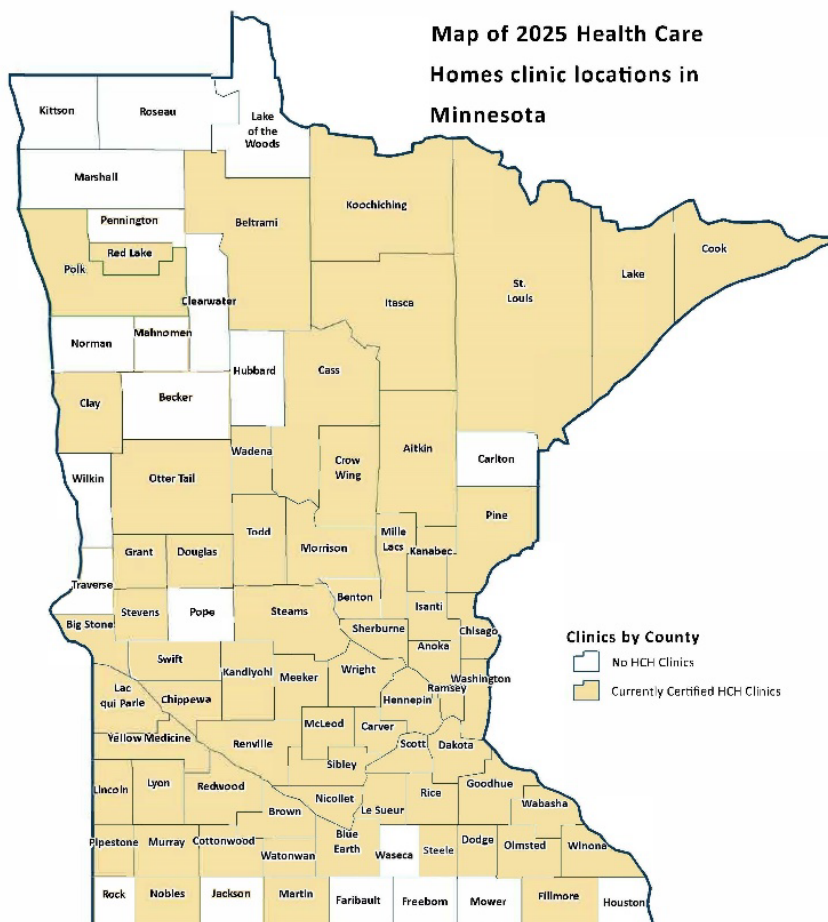 Map of 2025 Health Care
Homes clinic locations in
Minnesota
Kittson
Roseau
Lake
of the
Woods
Marshall
Koochiching
Pennington
Beltrami
Red Lake
Polk
Cook
Lake
St.
Louis
Clearwater
Itasca
Norman
Mahnomen
Hubbard
Cass
Becker
Clay
Wadena
Aitkin
Crow
Wing
Carlton
Wilkin
Otter Tail
Pine
Todd
Mille
Lacs
Morrison
Kanabec
Grant
Douglas
Traverse
Benton
Isanti
Stevens
Pope
Stearns
Big Stone
Sherburne
Chisago
Anoka
Swift
Kandiyohi
Meeker
Wright
Washington
Ramsey
Hennepin
Lac
qui Parle
Chippewa
McLeod
Carver
Yellow Medicine
Renville
Scott
Dakota
Sibley
Lincoln
Lyon
Redwood
Nicollet
Le Sueur
Rice
Goodhue
Wabasha
Brown
Pipestone
Murray
Cottonwood
Watonwan
Blue
Earth
Waseca
Steele
Dodge
Olmsted
Winona
Rock
Nobles
Jackson
Martin
Faribault
Freeborn
Mower
Fillmore
Houston
Clinics by County
No HCH Clinics
Currently Certified HCH Clinics